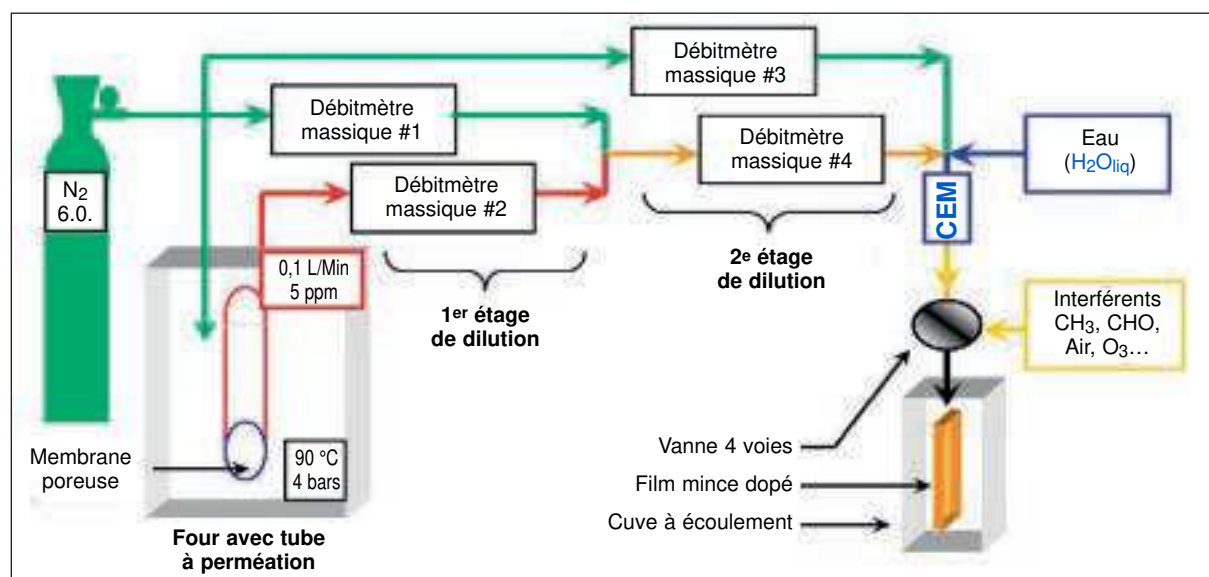 Débitmètre
massique #3
Débitmètre
massique #1
Débitmètre
massique #4
Eau
(H₂Oliq)
N₂
6.0.
Débitmètre
massique #2
CEM
0,1 L/Min
5 ppm
1er étage
de dilution
2e étage
de dilution
Interférents
CH₃, CHO,
Air, O₃…
Membrane
poreuse
90 °C
4 bars
Vanne 4 voies
Film mince dopé
Cuve à écoulement
Four avec tube
à perméation